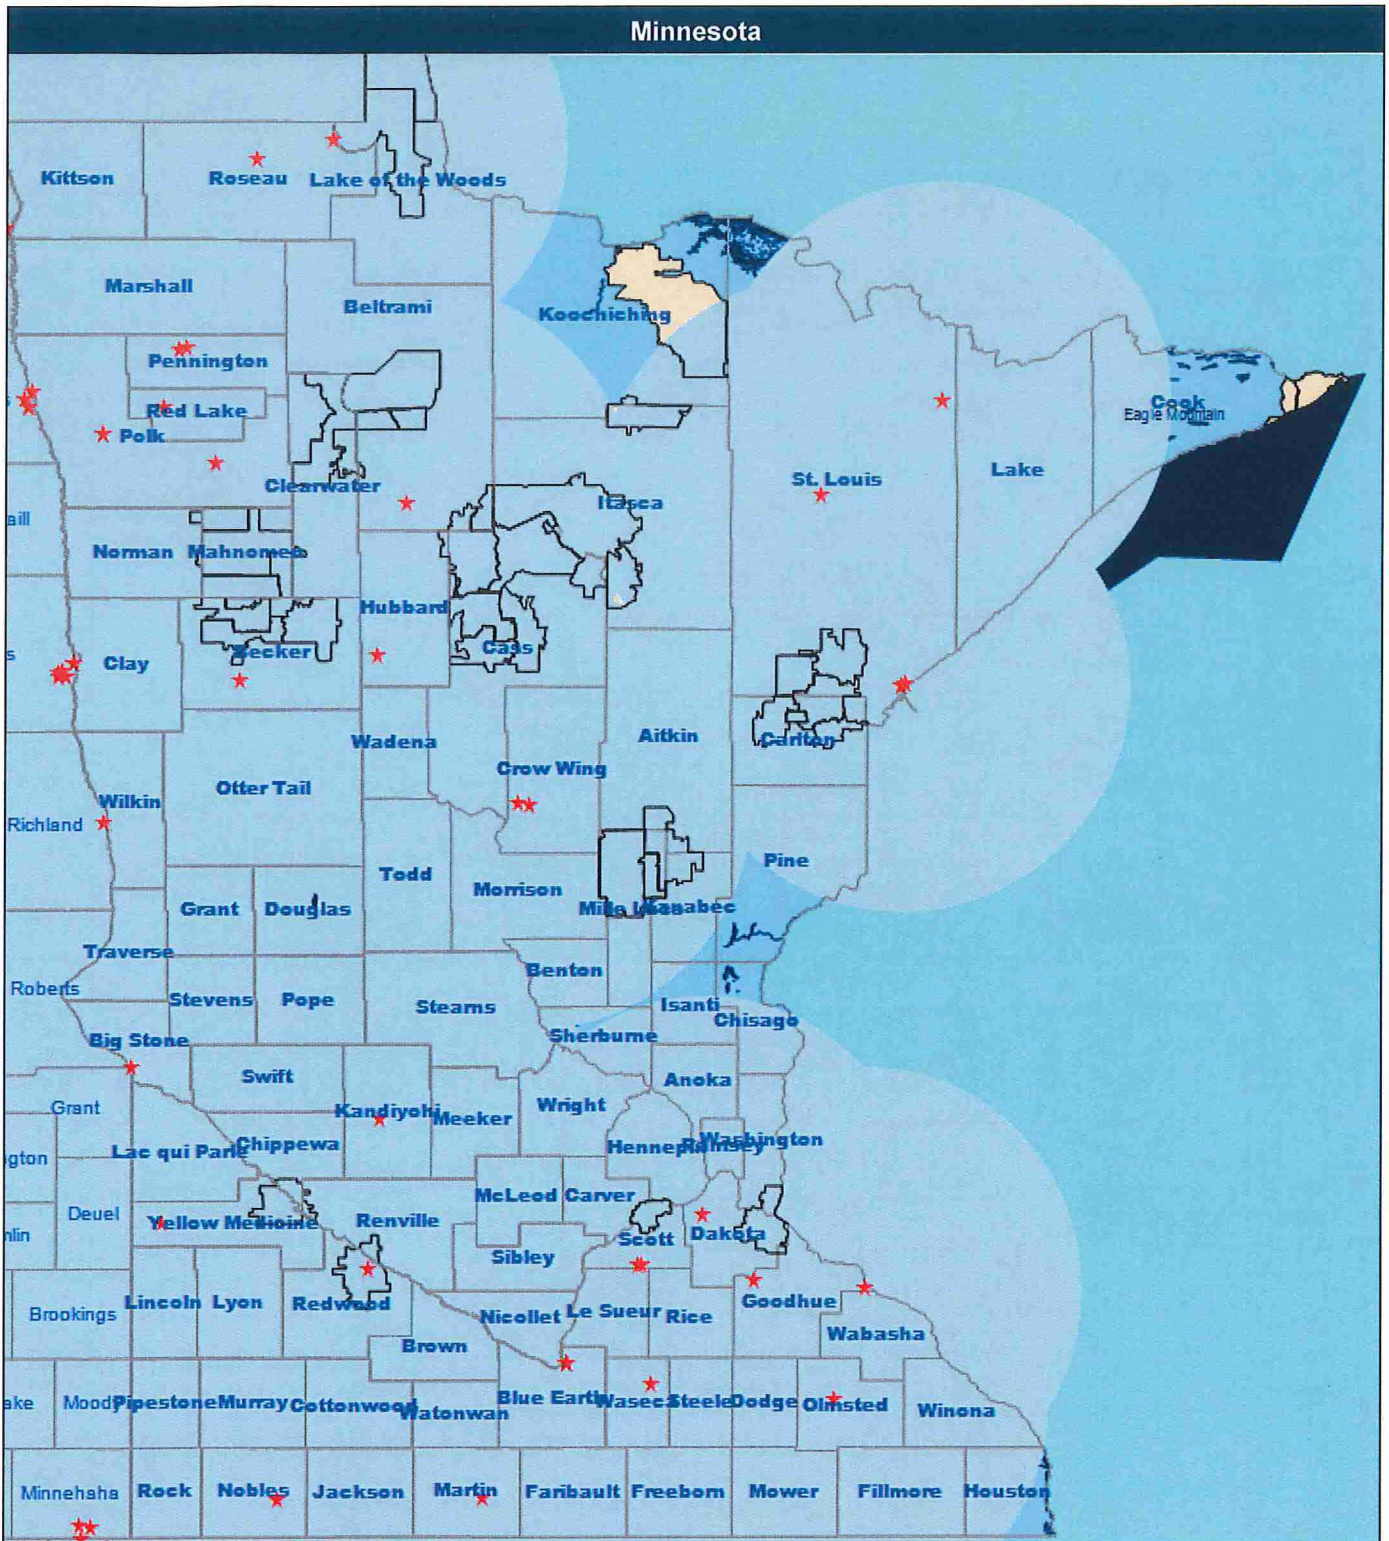 Minnesota
Kittson
Roseau
Lake of the Woods
Marshall
Beltrami
Koochiching
Pennington
Red Lake
Polk
Cook
Eagle Mountain
Clearwater
St. Louis
Lake
Itasca
aill
Norman
Mahnomen
Hubbard
Cass
Becker
Clay
s
Wadena
Aitkin
Carlton
Crow Wing
Otter Tail
Wilkin
Richland
Pine
Todd
Morrison
Grant
Douglas
Mille Lacs
Kanabec
Traverse
Benton
Roberts
Stevens
Pope
Stearns
Isanti
Chisago
Big Stone
Sherburne
Swift
Anoka
Grant
Kandiyohi
Meeker
Wright
Lac qui Parle
Chippewa
Hennepin
Ramsey
Washington
gton
McLeod
Carver
Deuel
Yellow Medicine
Renville
Scott
Dakota
nlin
Sibley
Lincoln
Lyon
Redwood
Brookings
Nicollet
Le Sueur
Rice
Goodhue
Brown
Wabasha
ake
Moody
Pipestone
Murray
Cottonwood
Watonwan
Blue Earth
Waseca
Steele
Dodge
Olmsted
Winona
Minnehaha
Rock
Nobles
Jackson
Martin
Faribault
Freeborn
Mower
Fillmore
Houston